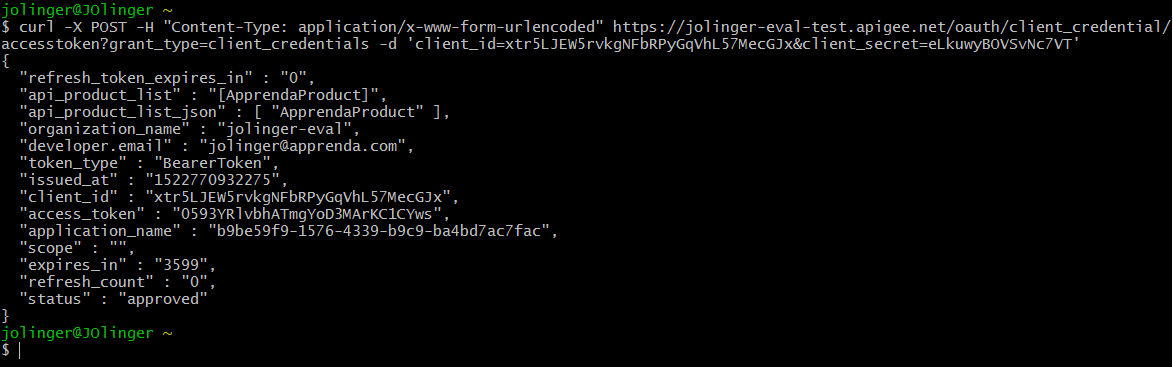 jolinger@JOlinger ~
$ curl -X POST -H "Content-Type: application/x-www-form-urlencoded" https://jolinger-eval-test.apigee.net/oauth/client_credential/
accesstoken?grant_type=client_credentials -d 'client_id=xtr5LJEW5rvkgNFbRPyGqVhL57MecGJx&client_secret=eLkuwyBOVSvNc7VT'
{
  "refresh_token_expires_in" : "0",
  "api_product_list" : "[ApprendaProduct]",
  "api_product_list_json" : [ "ApprendaProduct" ],
  "organization_name" : "jolinger-eval",
  "developer.email" : "jolinger@apprenda.com",
  "token_type" : "BearerToken",
  "issued_at" : "1522770932275",
  "client_id" : "xtr5LJEW5rvkgNFbRPyGqVhL57MecGJx",
  "access_token" : "0593YRlvbhATmgYoD3MArKC1CYws",
  "application_name" : "b9be59f9-1576-4339-b9c9-ba4bd7ac7fac",
  "scope" : "",
  "expires_in" : "3599",
  "refresh_count" : "0",
  "status" : "approved"
}
jolinger@JOlinger ~
$